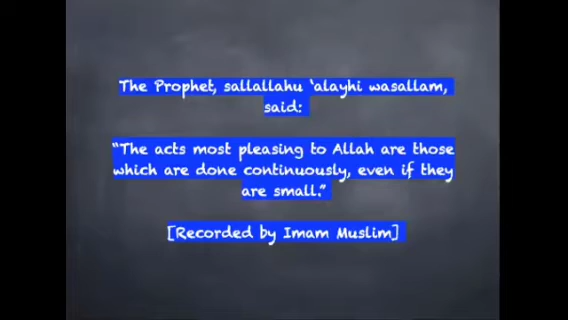 The Prophet, sallallahu ‘alayhi wasallam,
said:
“The acts most pleasing to Allah are those
which are done continuously, even if they
are small.”
[Recorded by Imam Muslim]